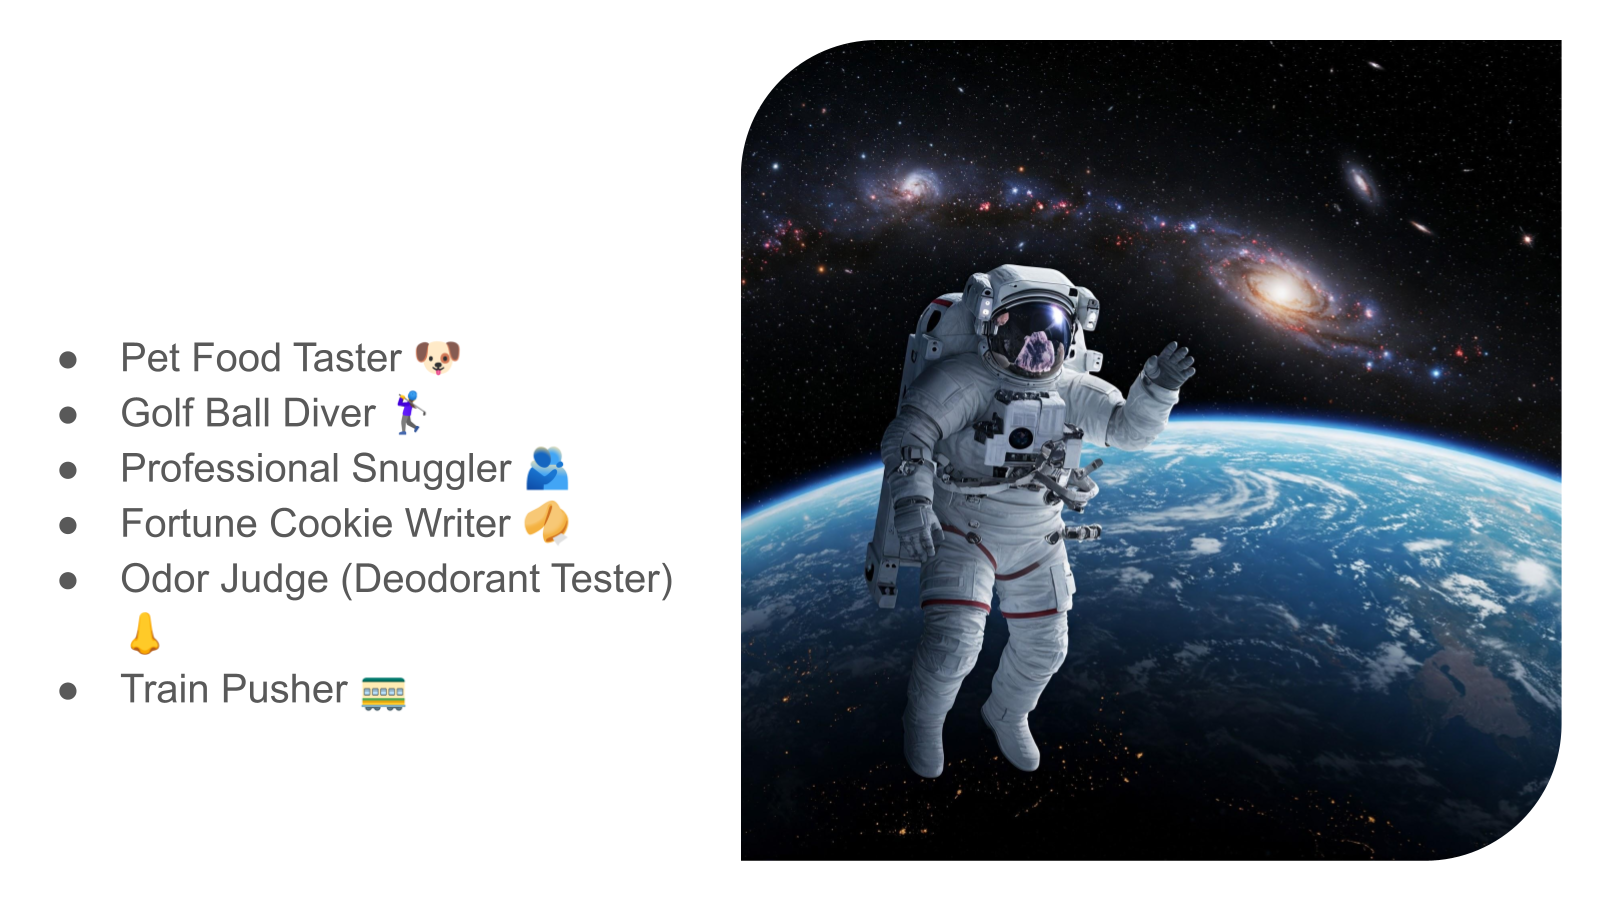 ● Pet Food Taster 🐶
● Golf Ball Diver 🏌️‍♀️
● Professional Snuggler 🫂
● Fortune Cookie Writer 🥠
● Odor Judge (Deodorant Tester)
👃
● Train Pusher 🚋